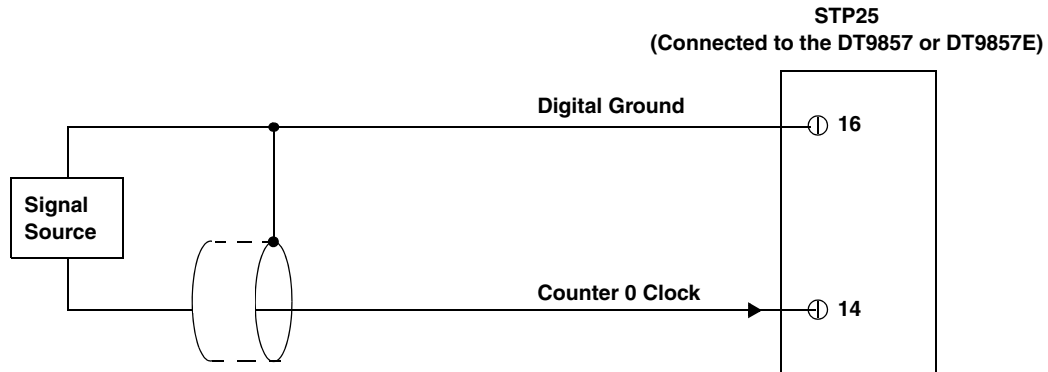 STP25
(Connected to the DT9857 or DT9857E)
Digital Ground
16
Signal
Source
Counter 0 Clock
14